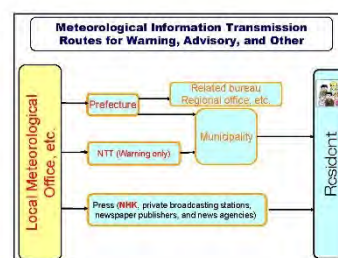 Meteorological Information Transmission
Routes for Warning, Advisory, and Other
Local Meteorological
Office, etc.
Prefecture
Related bureau
Regional office, etc.
Municipality
NTT (Warning only)
Press (NHK, private broadcasting stations,
newspaper publishers, and news agencies)
Resident